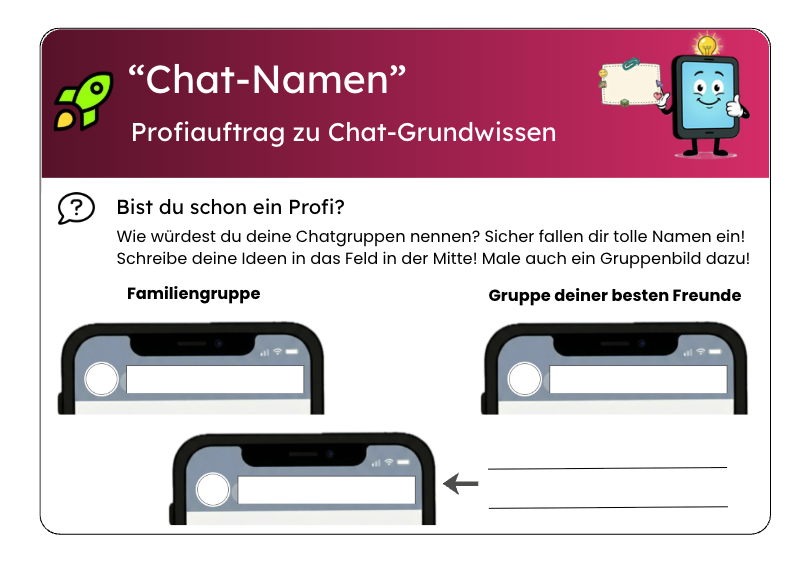 “Chat-Namen”
Profiauftrag zu Chat-Grundwissen
Bist du schon ein Profi?
Wie würdest du deine Chatgruppen nennen? Sicher fallen dir tolle Namen ein!
Schreibe deine Ideen in das Feld in der Mitte! Male auch ein Gruppenbild dazu!
Familiengruppe
Gruppe deiner besten Freunde